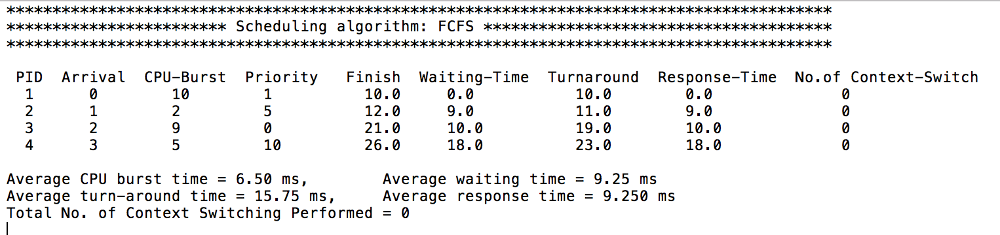 ******************************************************************************************
************************ Scheduling algorithm: FCFS **************************************
******************************************************************************************
PID Arrival CPU-Burst Priority Finish Waiting-Time Turnaround Response-Time No.of Context-Switch
1 0 10 1 10.0 0.0 10.0 0.0 0
2 1 2 5 12.0 9.0 11.0 9.0 0
3 2 9 0 21.0 10.0 19.0 10.0 0
4 3 5 10 26.0 18.0 23.0 18.0 0
Average CPU burst time = 6.50 ms, Average waiting time = 9.25 ms
Average turn-around time = 15.75 ms, Average response time = 9.250 ms
Total No. of Context Switching Performed = 0